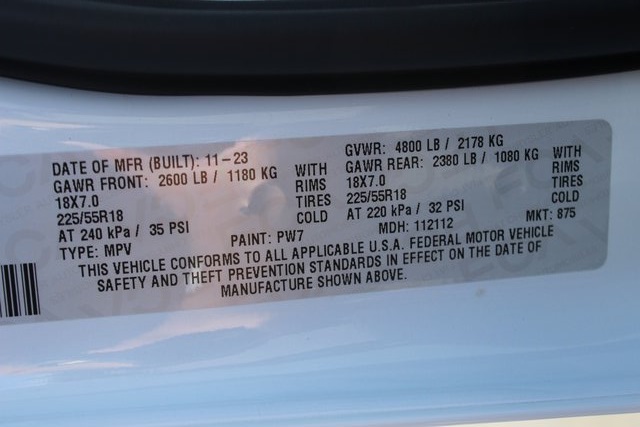 DATE OF MFR (BUILT): 11-23 GVWR: 4800 LB / 2178 KG
GAWR FRONT: 2600 LB / 1180 KG WITH GAWR REAR: 2380 LB / 1080 KG WITH
18X7.0 RIMS 18X7.0 RIMS
225/55R18 TIRES 225/55R18 TIRES
AT 240 kPa / 35 PSI COLD AT 220 kPa / 32 PSI COLD
TYPE: MPV PAINT: PW7 MDH: 112112 MKT: 875
THIS VEHICLE CONFORMS TO ALL APPLICABLE U.S.A. FEDERAL MOTOR VEHICLE
SAFETY AND THEFT PREVENTION STANDARDS IN EFFECT ON THE DATE OF
MANUFACTURE SHOWN ABOVE.